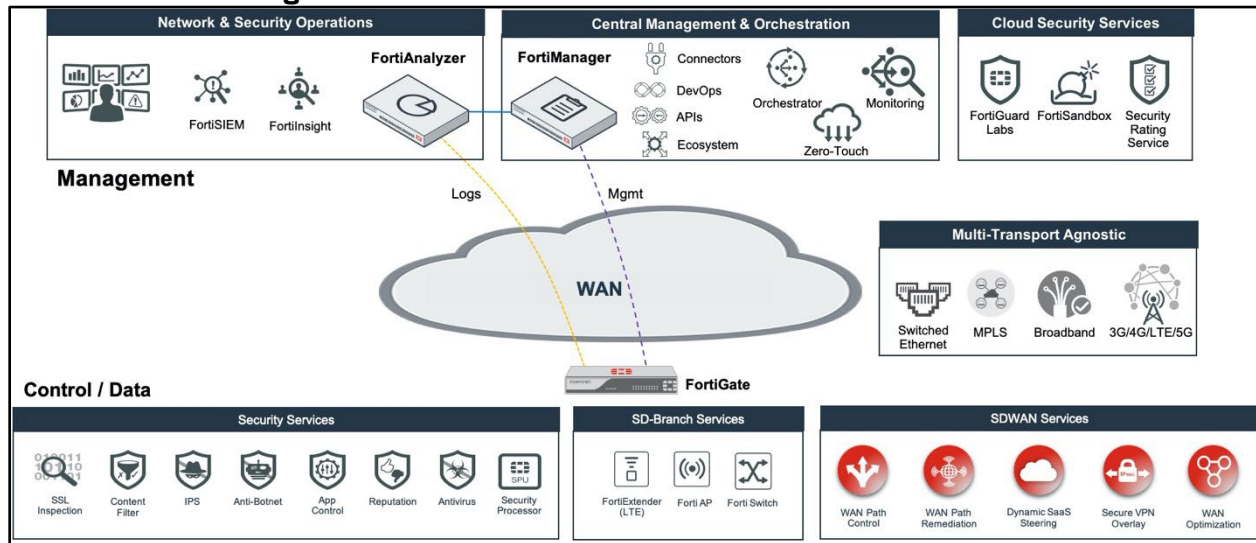 Network & Security Operations
FortiAnalyzer
FortiSIEM
FortiInsight
Central Management & Orchestration
FortiManager
Connectors
DevOps
APIs
Ecosystem
Orchestrator
Monitoring
Zero-Touch
Cloud Security Services
FortiGuard
Labs
FortiSandbox
Security
Rating
Service
Management
Logs
Mgmt
WAN
Multi-Transport Agnostic
Switched
Ethernet
MPLS
Broadband
3G/4G/LTE/5G
FortiGate
Control / Data
Security Services
SSL
Inspection
Content
Filter
IPS
Anti-Botnet
App
Control
Reputation
Antivirus
SPU
Security
Processor
SD-Branch Services
FortiExtender
(LTE)
Forti AP
Forti Switch
SDWAN Services
WAN Path
Control
WAN Path
Remediation
Dynamic SaaS
Steering
Secure VPN
Overlay
WAN
Optimization